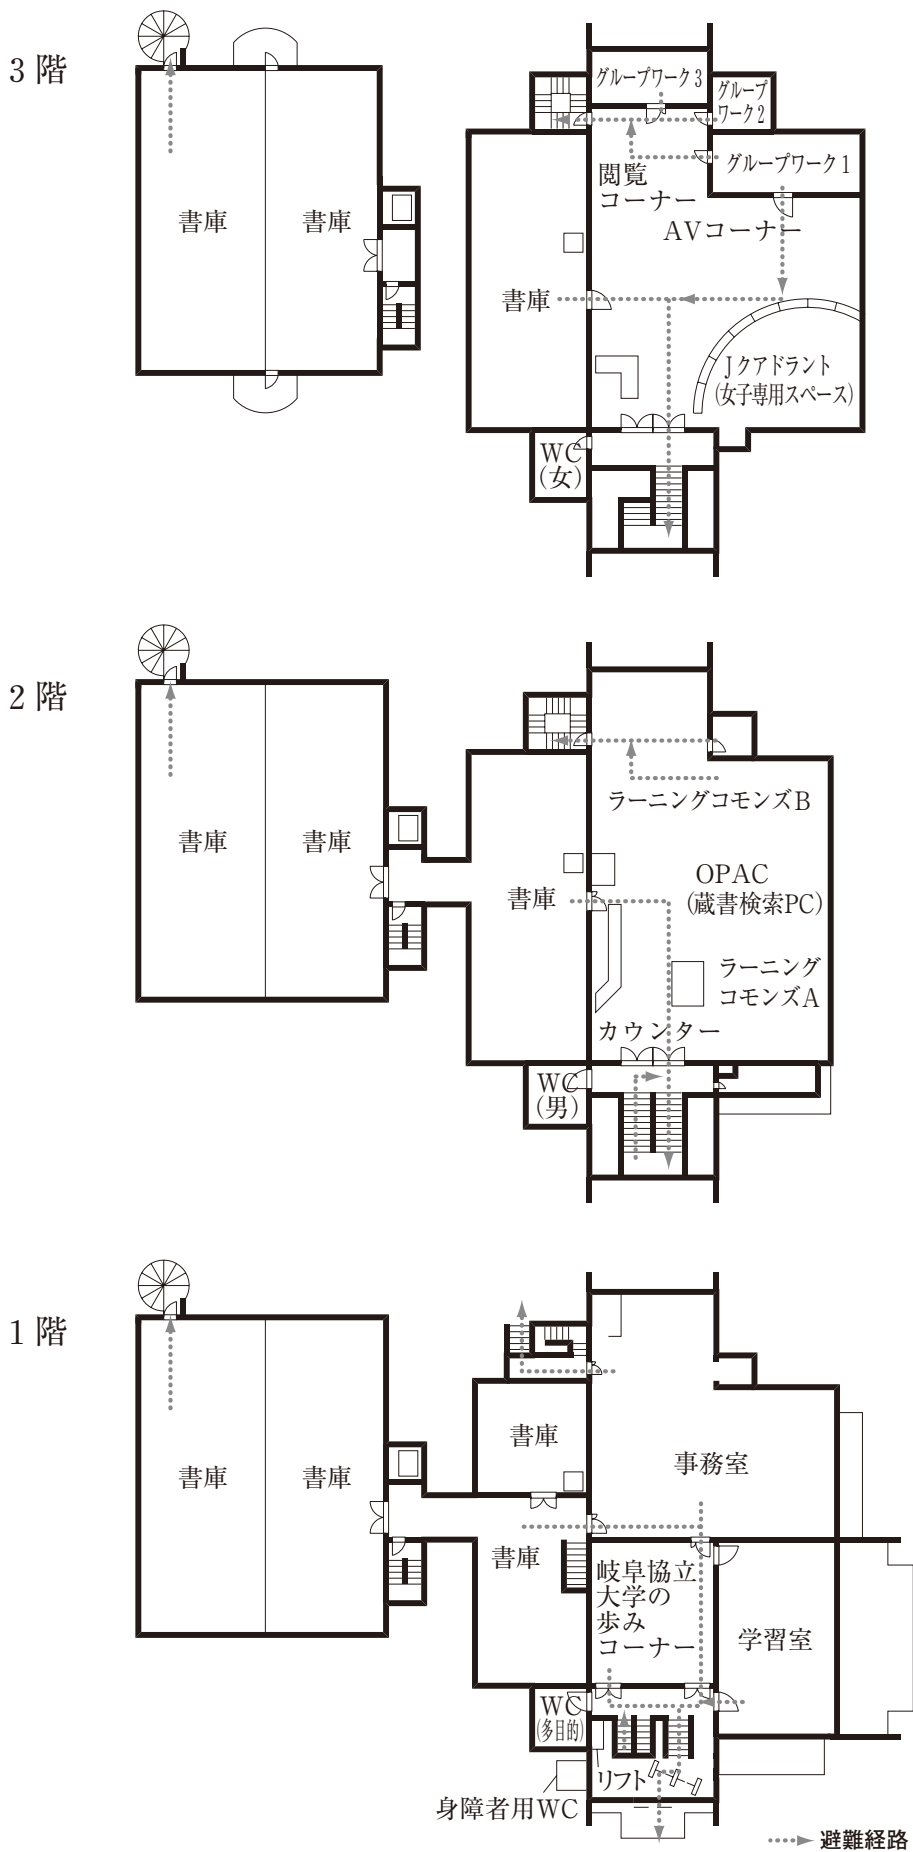 3階
グループワーク3
グループ
ワーク2
グループワーク1
閲覧
コーナー
AVコーナー
書庫
書庫
書庫
Jクアドラント
(女子専用スペース)
WC
(女)
2階
ラーニングコモンズB
書庫
書庫
書庫
OPAC
(蔵書検索PC)
ラーニング
コモンズA
カウンター
WC
(男)
1階
書庫
書庫
書庫
事務室
書庫
岐阜協立
大学の
歩み
コーナー
学習室
WC
(多目的)
リフト
身障者用WC
避難経路